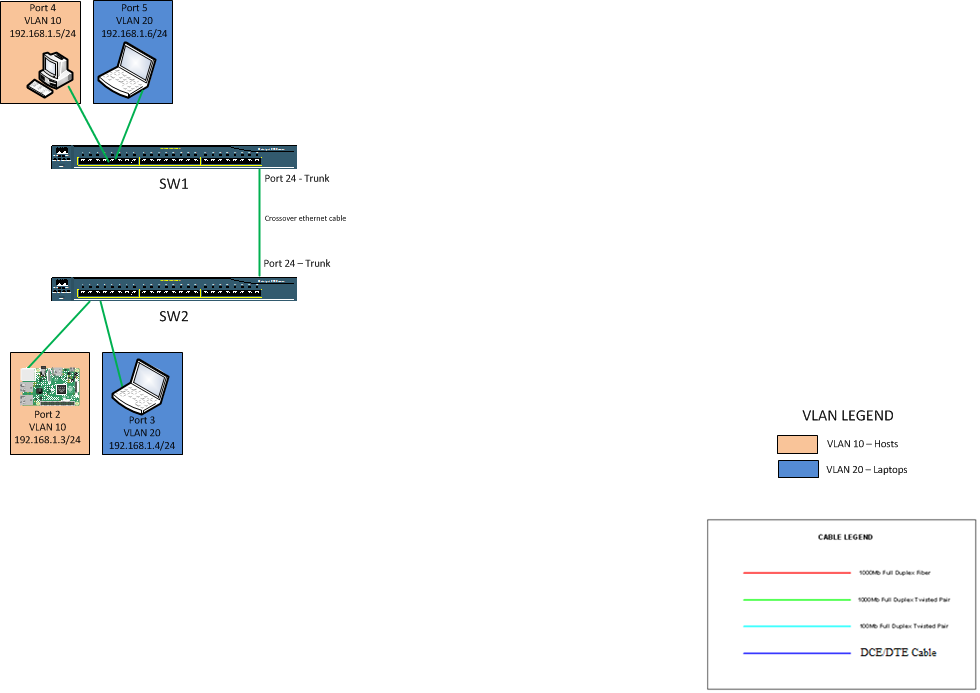 Port 4
VLAN 10
192.168.1.5/24
Port 5
VLAN 20
192.168.1.6/24
SW1
Port 24 - Trunk
Crossover ethernet cable
Port 24 – Trunk
SW2
Port 2
VLAN 10
192.168.1.3/24
Port 3
VLAN 20
192.168.1.4/24
VLAN LEGEND
VLAN 10 – Hosts
VLAN 20 – Laptops
CABLE LEGEND
1000Mb Full Duplex Fiber
1000Mb Full Duplex Twisted Pair
100Mb Full Duplex Twisted Pair
DCE/DTE Cable